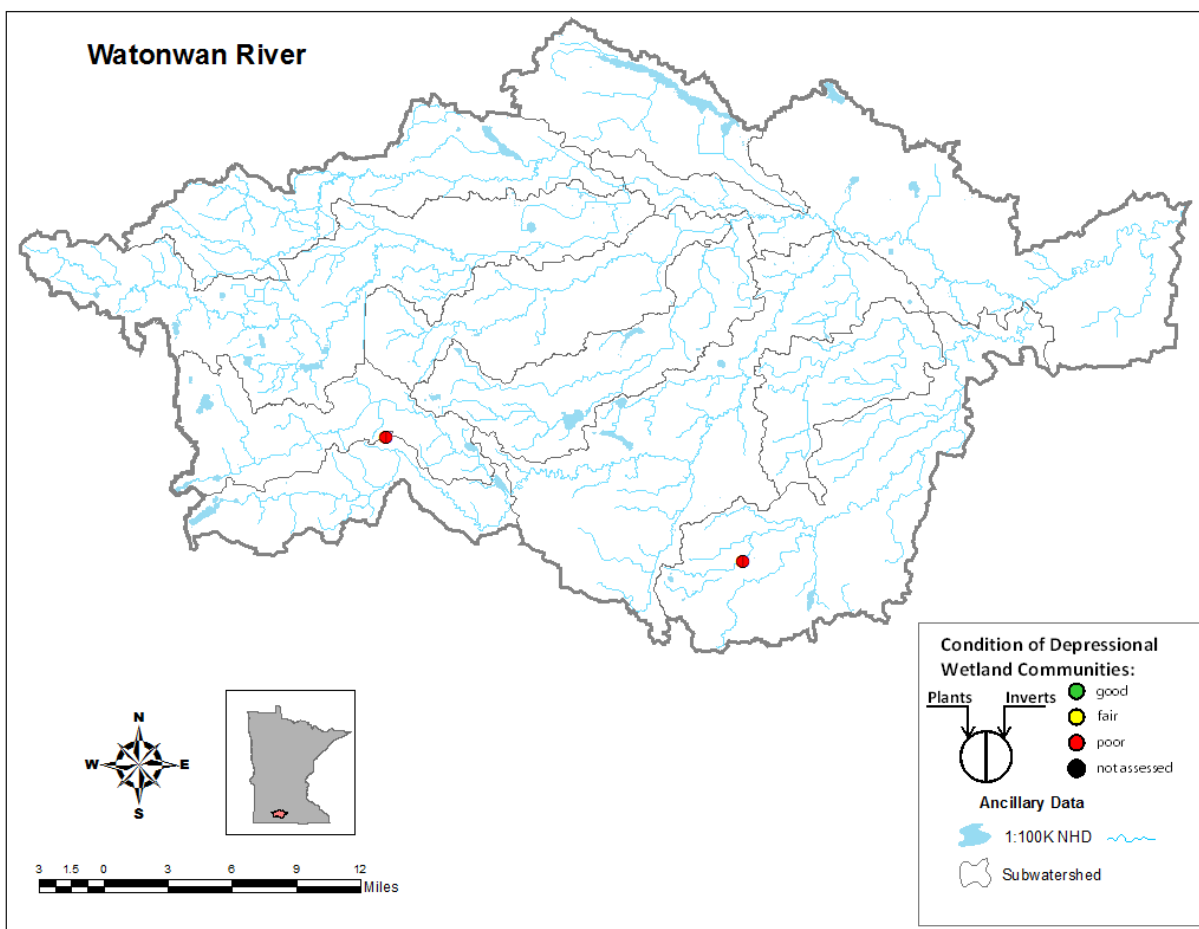 Watonwan River
Condition of Depressional
Wetland Communities:
Plants Inverts
good
fair
poor
not assessed
Ancillary Data
1:100K NHD
Subwatershed
N
W E
S
3 1.5 0 3 6 9 12
Miles